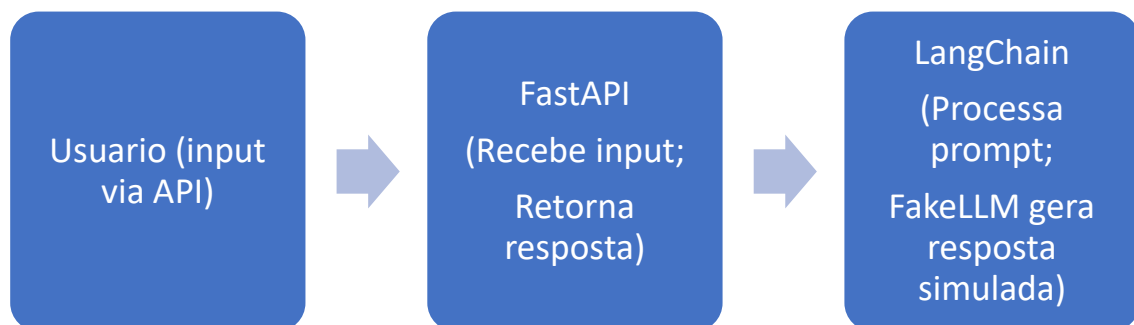 Usuario (input
via API)
FastAPI
(Recebe input;
Retorna
resposta)
LangChain
(Processa
prompt;
FakeLLM gera
resposta
simulada)